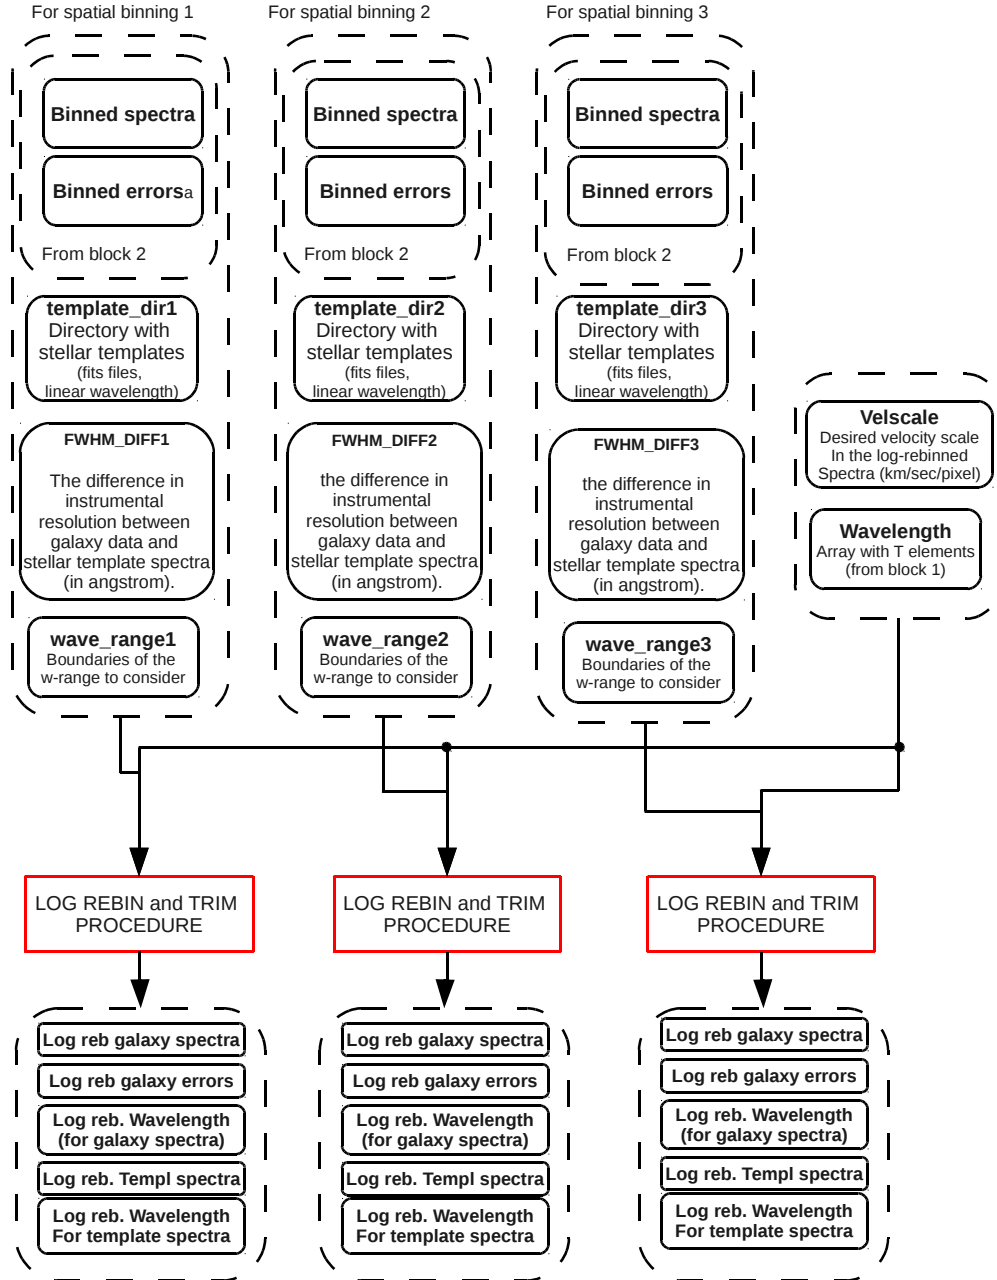 For spatial binning 1
Binned spectra
Binned errorsa
From block 2
template_dir1
Directory with
stellar templates
(fits files,
linear wavelength)
FWHM_DIFF1
The difference in
instrumental
resolution between
galaxy data and
stellar template spectra
(in angstrom).
wave_range1
Boundaries of the
w-range to consider
For spatial binning 2
Binned spectra
Binned errors
From block 2
template_dir2
Directory with
stellar templates
(fits files,
linear wavelength)
FWHM_DIFF2
the difference in
instrumental
resolution between
galaxy data and
stellar template spectra
(in angstrom).
wave_range2
Boundaries of the
w-range to consider
For spatial binning 3
Binned spectra
Binned errors
From block 2
template_dir3
Directory with
stellar templates
(fits files,
linear wavelength)
FWHM_DIFF3
the difference in
instrumental
resolution between
galaxy data and
stellar template spectra
(in angstrom).
wave_range3
Boundaries of the
w-range to consider
Velscale
Desired velocity scale
In the log-rebinned
Spectra (km/sec/pixel)
Wavelength
Array with T elements
(from block 1)
LOG REBIN and TRIM
PROCEDURE
LOG REBIN and TRIM
PROCEDURE
LOG REBIN and TRIM
PROCEDURE
Log reb galaxy spectra
Log reb galaxy errors
Log reb. Wavelength
(for galaxy spectra)
Log reb. Templ spectra
Log reb. Wavelength
For template spectra
Log reb galaxy spectra
Log reb galaxy errors
Log reb. Wavelength
(for galaxy spectra)
Log reb. Templ spectra
Log reb. Wavelength
For template spectra
Log reb galaxy spectra
Log reb galaxy errors
Log reb. Wavelength
(for galaxy spectra)
Log reb. Templ spectra
Log reb. Wavelength
For template spectra